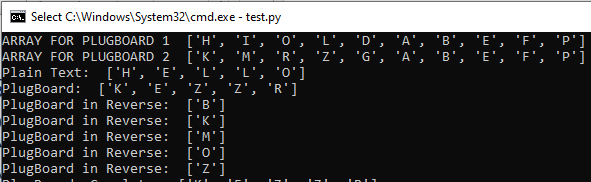 Select C:\Windows\System32\cmd.exe - test.py
ARRAY FOR PLUGBOARD 1  ['H', 'I', 'O', 'L', 'D', 'A', 'B', 'E', 'F', 'P']
ARRAY FOR PLUGBOARD 2  ['K', 'M', 'R', 'Z', 'G', 'A', 'B', 'E', 'F', 'P']
Plain Text:  ['H', 'E', 'L', 'L', 'O']
PlugBoard:  ['K', 'E', 'Z', 'Z', 'R']
PlugBoard in Reverse:  ['B']
PlugBoard in Reverse:  ['K']
PlugBoard in Reverse:  ['M']
PlugBoard in Reverse:  ['O']
PlugBoard in Reverse:  ['Z']